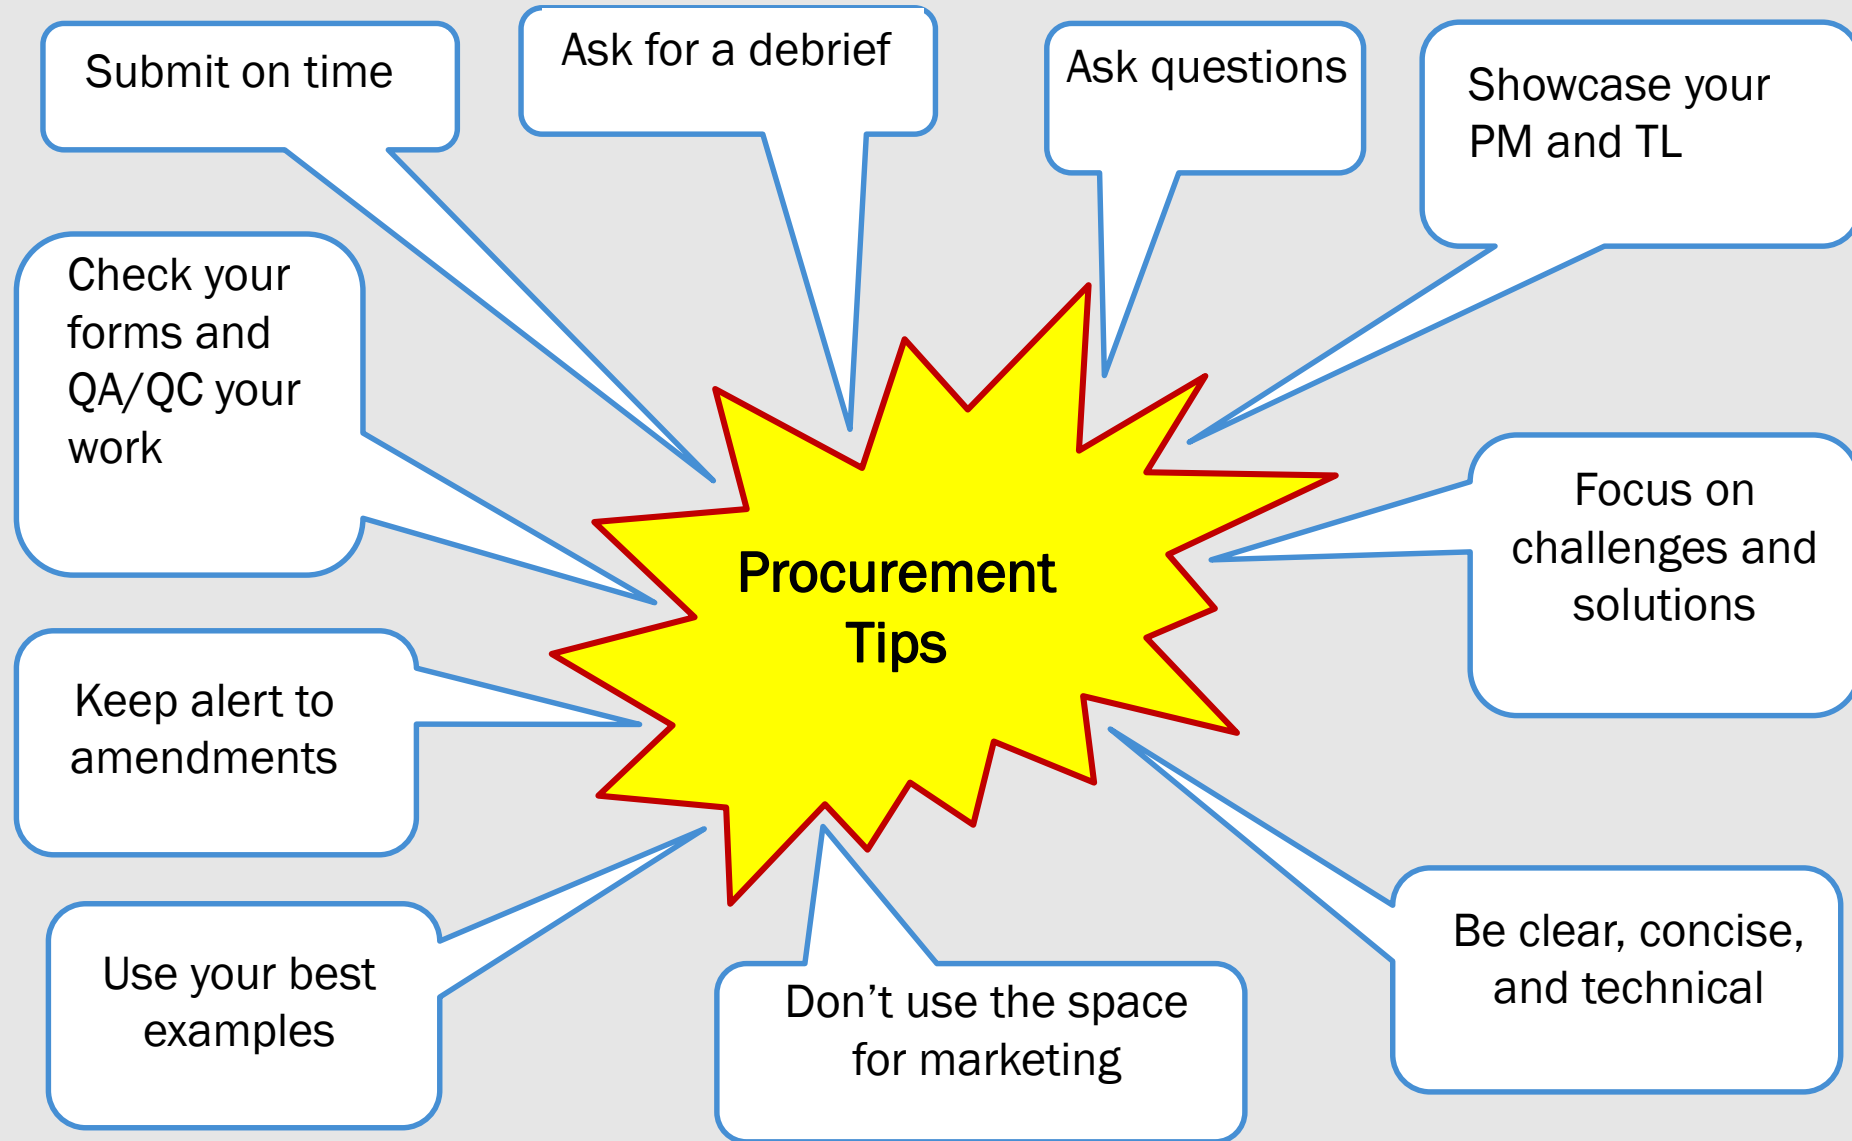 Submit on time
Ask for a debrief
Ask questions
Showcase your
PM and TL
Check your
forms and
QA/QC your
work
Procurement
Tips
Focus on
challenges and
solutions
Keep alert to
amendments
Use your best
examples
Don’t use the space
for marketing
Be clear, concise,
and technical